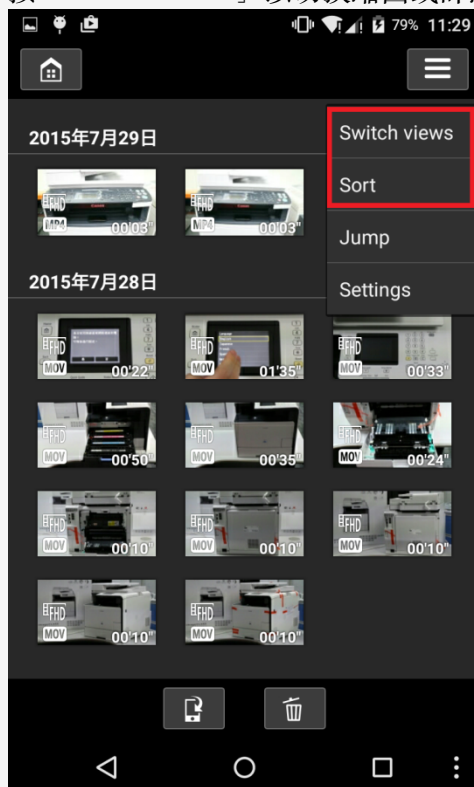 79% 11:29
2015年7月29日
Switch views
Sort
Jump
Settings
FHD FHD
MP4 00'03" MP4 00'03"
2015年7月28日
FHD FHD FHD
MOV 00'22" MOV 01'35" MOV 00'33"
FHD FHD FHD
MOV 00'50" MOV 00'35" MOV 00'24"
FHD FHD FHD
MOV 00'10" MOV 00'10" MOV 00'10"
FHD FHD
MOV 00'10" MOV 00'10"